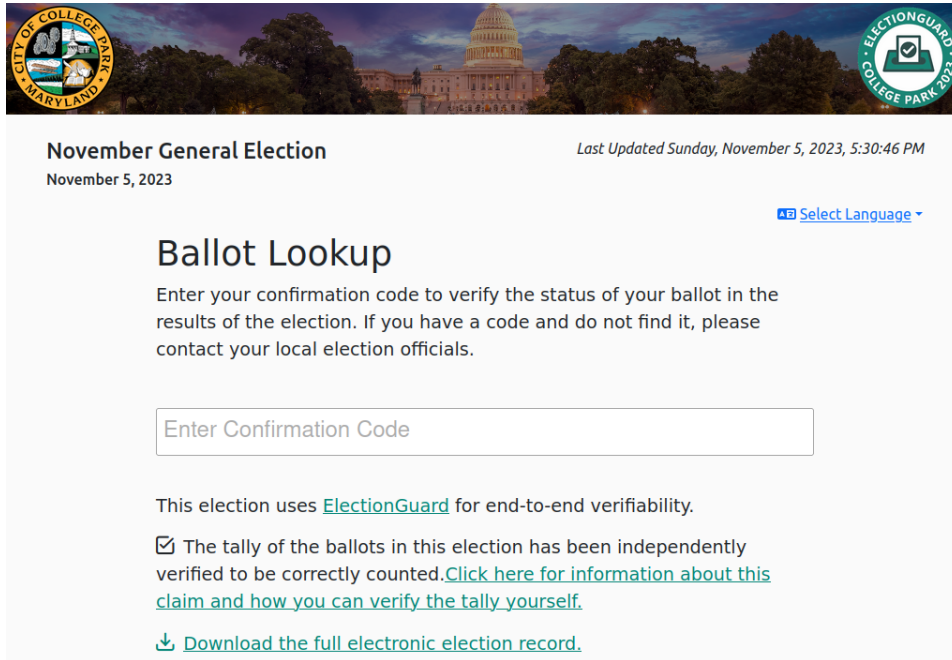 CITY OF COLLEGE PARK
MARYLAND
ELECTIONGUARD
COLLEGE PARK 2023
November General Election
Last Updated Sunday, November 5, 2023, 5:30:46 PM
November 5, 2023
Select Language
Ballot Lookup
Enter your confirmation code to verify the status of your ballot in the
results of the election. If you have a code and do not find it, please
contact your local election officials.
Enter Confirmation Code
This election uses ElectionGuard for end-to-end verifiability.
The tally of the ballots in this election has been independently
verified to be correctly counted.Click here for information about this
claim and how you can verify the tally yourself.
Download the full electronic election record.